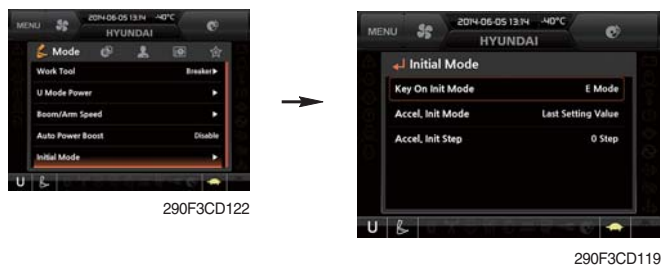 MENU
2014-06-05 13:14 -40°C
HYUNDAI
Mode
Work Tool Breaker▶
U Mode Power ▶
Boom/Arm Speed ▶
Auto Power Boost Disable
Initial Mode ▶
U
290F3CD122
MENU
2014-06-05 13:14 -40°C
HYUNDAI
Initial Mode
Key On Init Mode E Mode
Accel, Init Mode Last Setting Value
Accel, Init Step 0 Step
U
290F3CD119